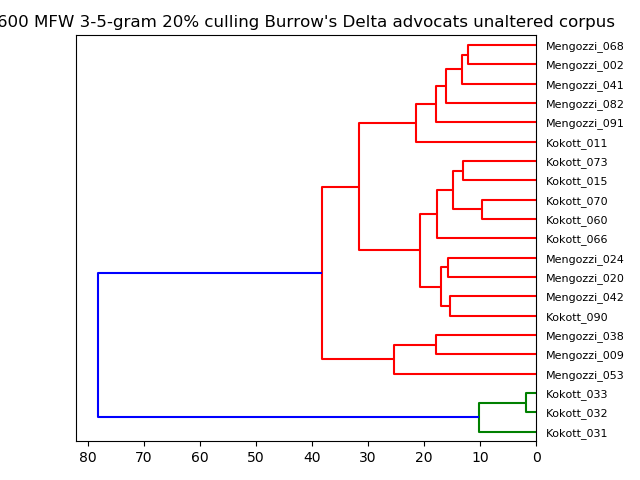 600 MFW 3-5-gram 20% culling Burrow's Delta advocats unaltered corpus
Mengozzi_068
Mengozzi_002
Mengozzi_041
Mengozzi_082
Mengozzi_091
Kokott_011
Kokott_073
Kokott_015
Kokott_070
Kokott_060
Kokott_066
Mengozzi_024
Mengozzi_020
Mengozzi_042
Kokott_090
Mengozzi_038
Mengozzi_009
Mengozzi_053
Kokott_033
Kokott_032
Kokott_031
80 70 60 50 40 30 20 10 0